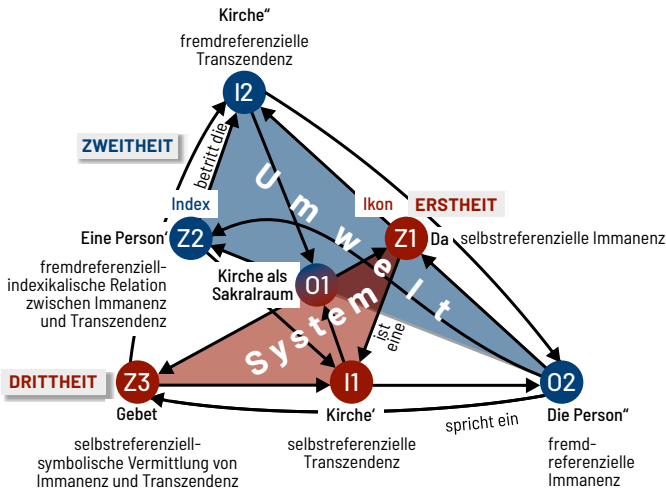 Kirche“
fremdreferenzielle
Transzendenz
I2
ZWEITHEIT
betritt die
Umwelt
Index
Ikon
ERSTHEIT
Eine Person‘
Z2
Z1
Da
selbstreferenzielle Immanenz
fremdreferenziell-
indexikalische Relation
zwischen Immanenz
und Transzendenz
Kirche als
Sakralraum
O1
System
ist
eine
DRITTHEIT
Z3
I1
O2
Gebet
Kirche‘
spricht ein
Die Person“
selbstreferenziell-
symbolische Vermittlung von
Immanenz und Transzendenz
selbstreferenzielle
Transzendenz
fremd-
referenzielle
Immanenz